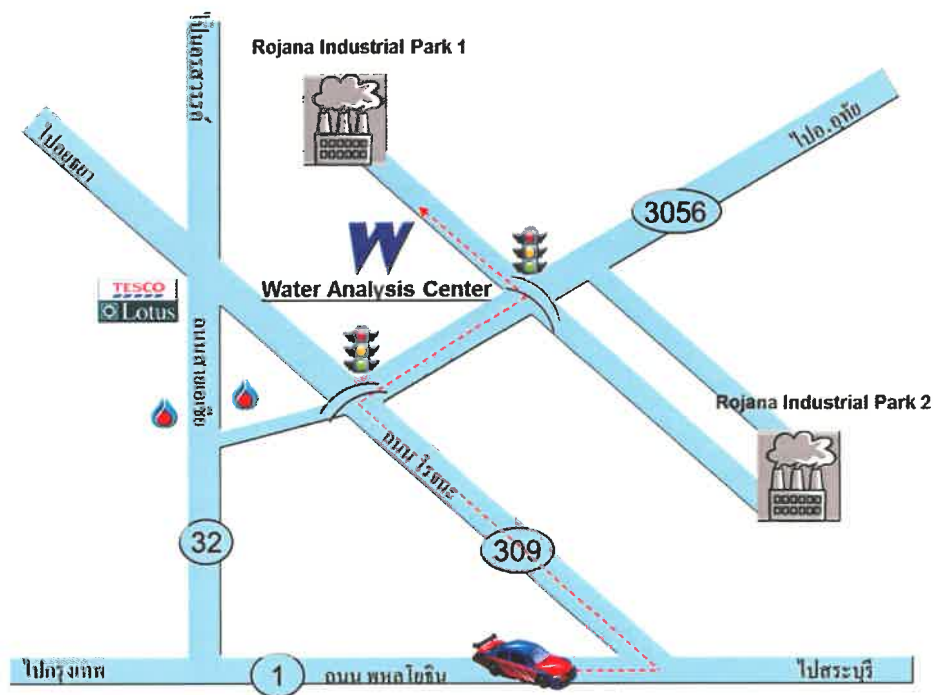 ไปนครสวรรค์
Rojana Industrial Park 1
ไปอยุธยา
ไปอ.อุทัย
3056
W
Water Analysis Center
TESCO
Lotus
ถนนสายเอเซีย
Rojana Industrial Park 2
ถนน โรจนะ
32
309
ไปกรุงเทพ
1
ถนน พหลโยธิน
ไปสระบุรี